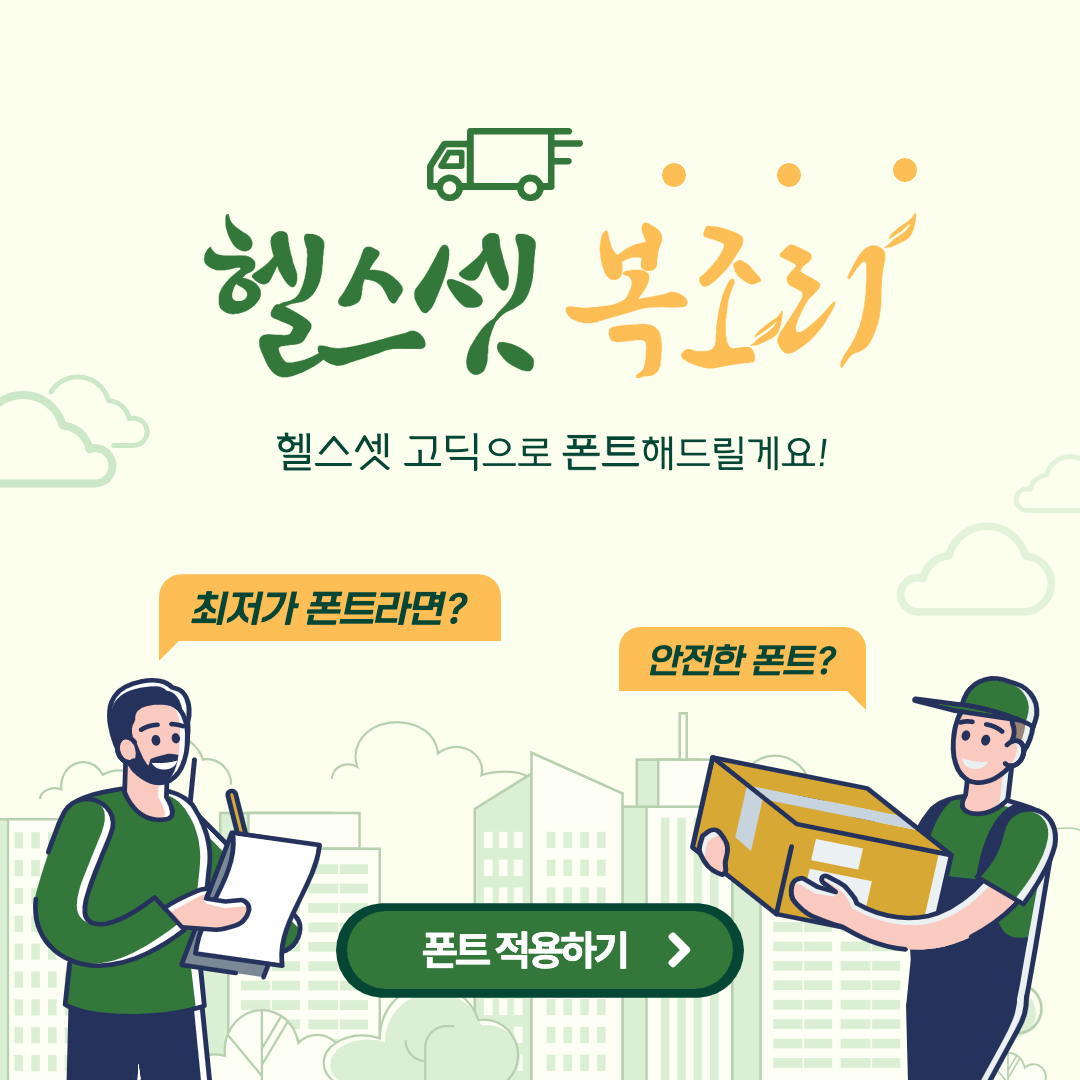 헬스셋 복조리
헬스셋 고딕으로 폰트해드릴게요!
최저가 폰트라면?
안전한 폰트?
폰트 적용하기